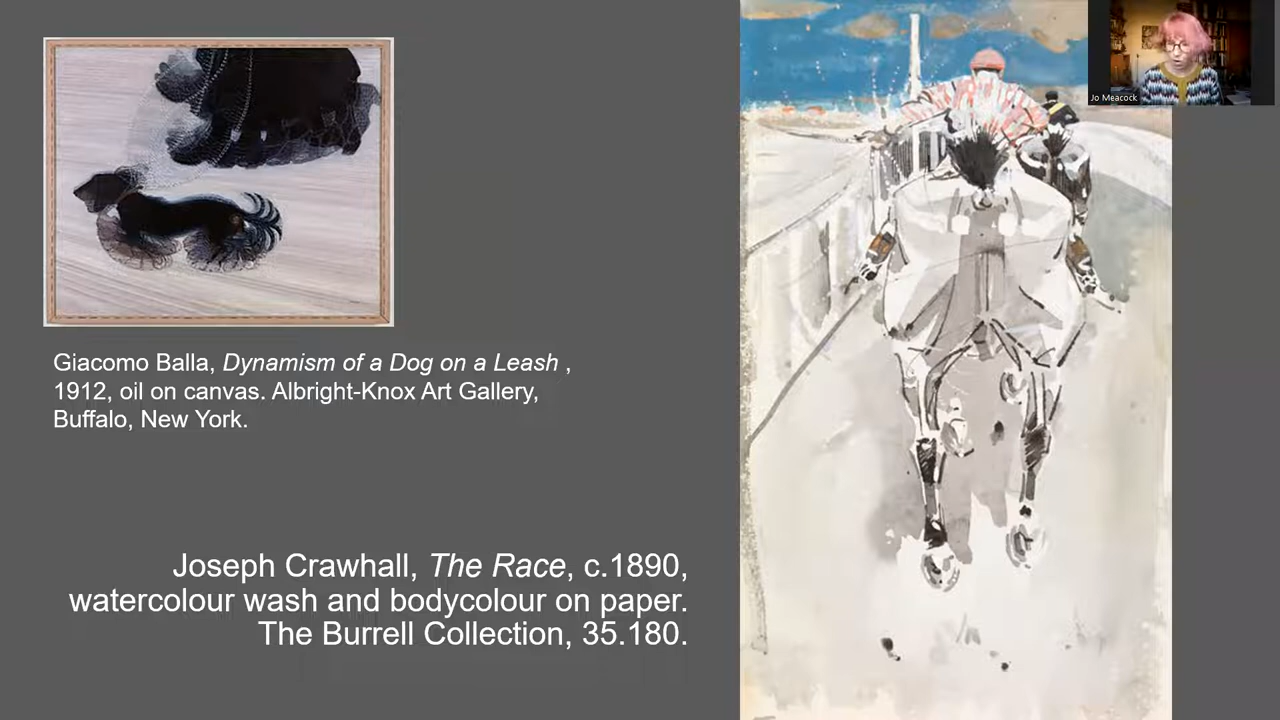 Giacomo Balla, Dynamism of a Dog on a Leash ,
1912, oil on canvas. Albright-Knox Art Gallery,
Buffalo, New York.
Joseph Crawhall, The Race, c.1890,
watercolour wash and bodycolour on paper.
The Burrell Collection, 35.180.
Jo Meacock